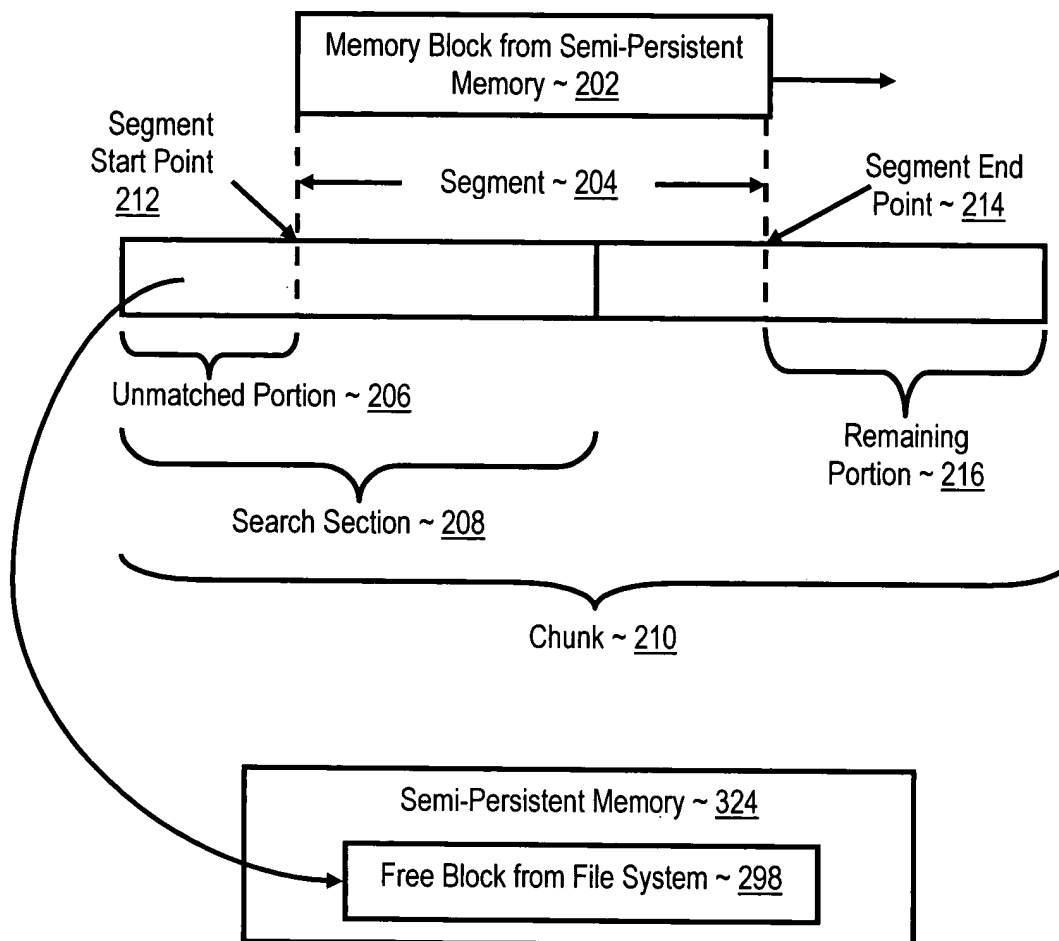 Memory Block from Semi-Persistent
Memory ~ 202
Segment
Start Point
212
Segment ~ 204
Segment End
Point ~ 214
Unmatched Portion ~ 206
Remaining
Portion ~ 216
Search Section ~ 208
Chunk ~ 210
Semi-Persistent Memory ~ 324
Free Block from File System ~ 298